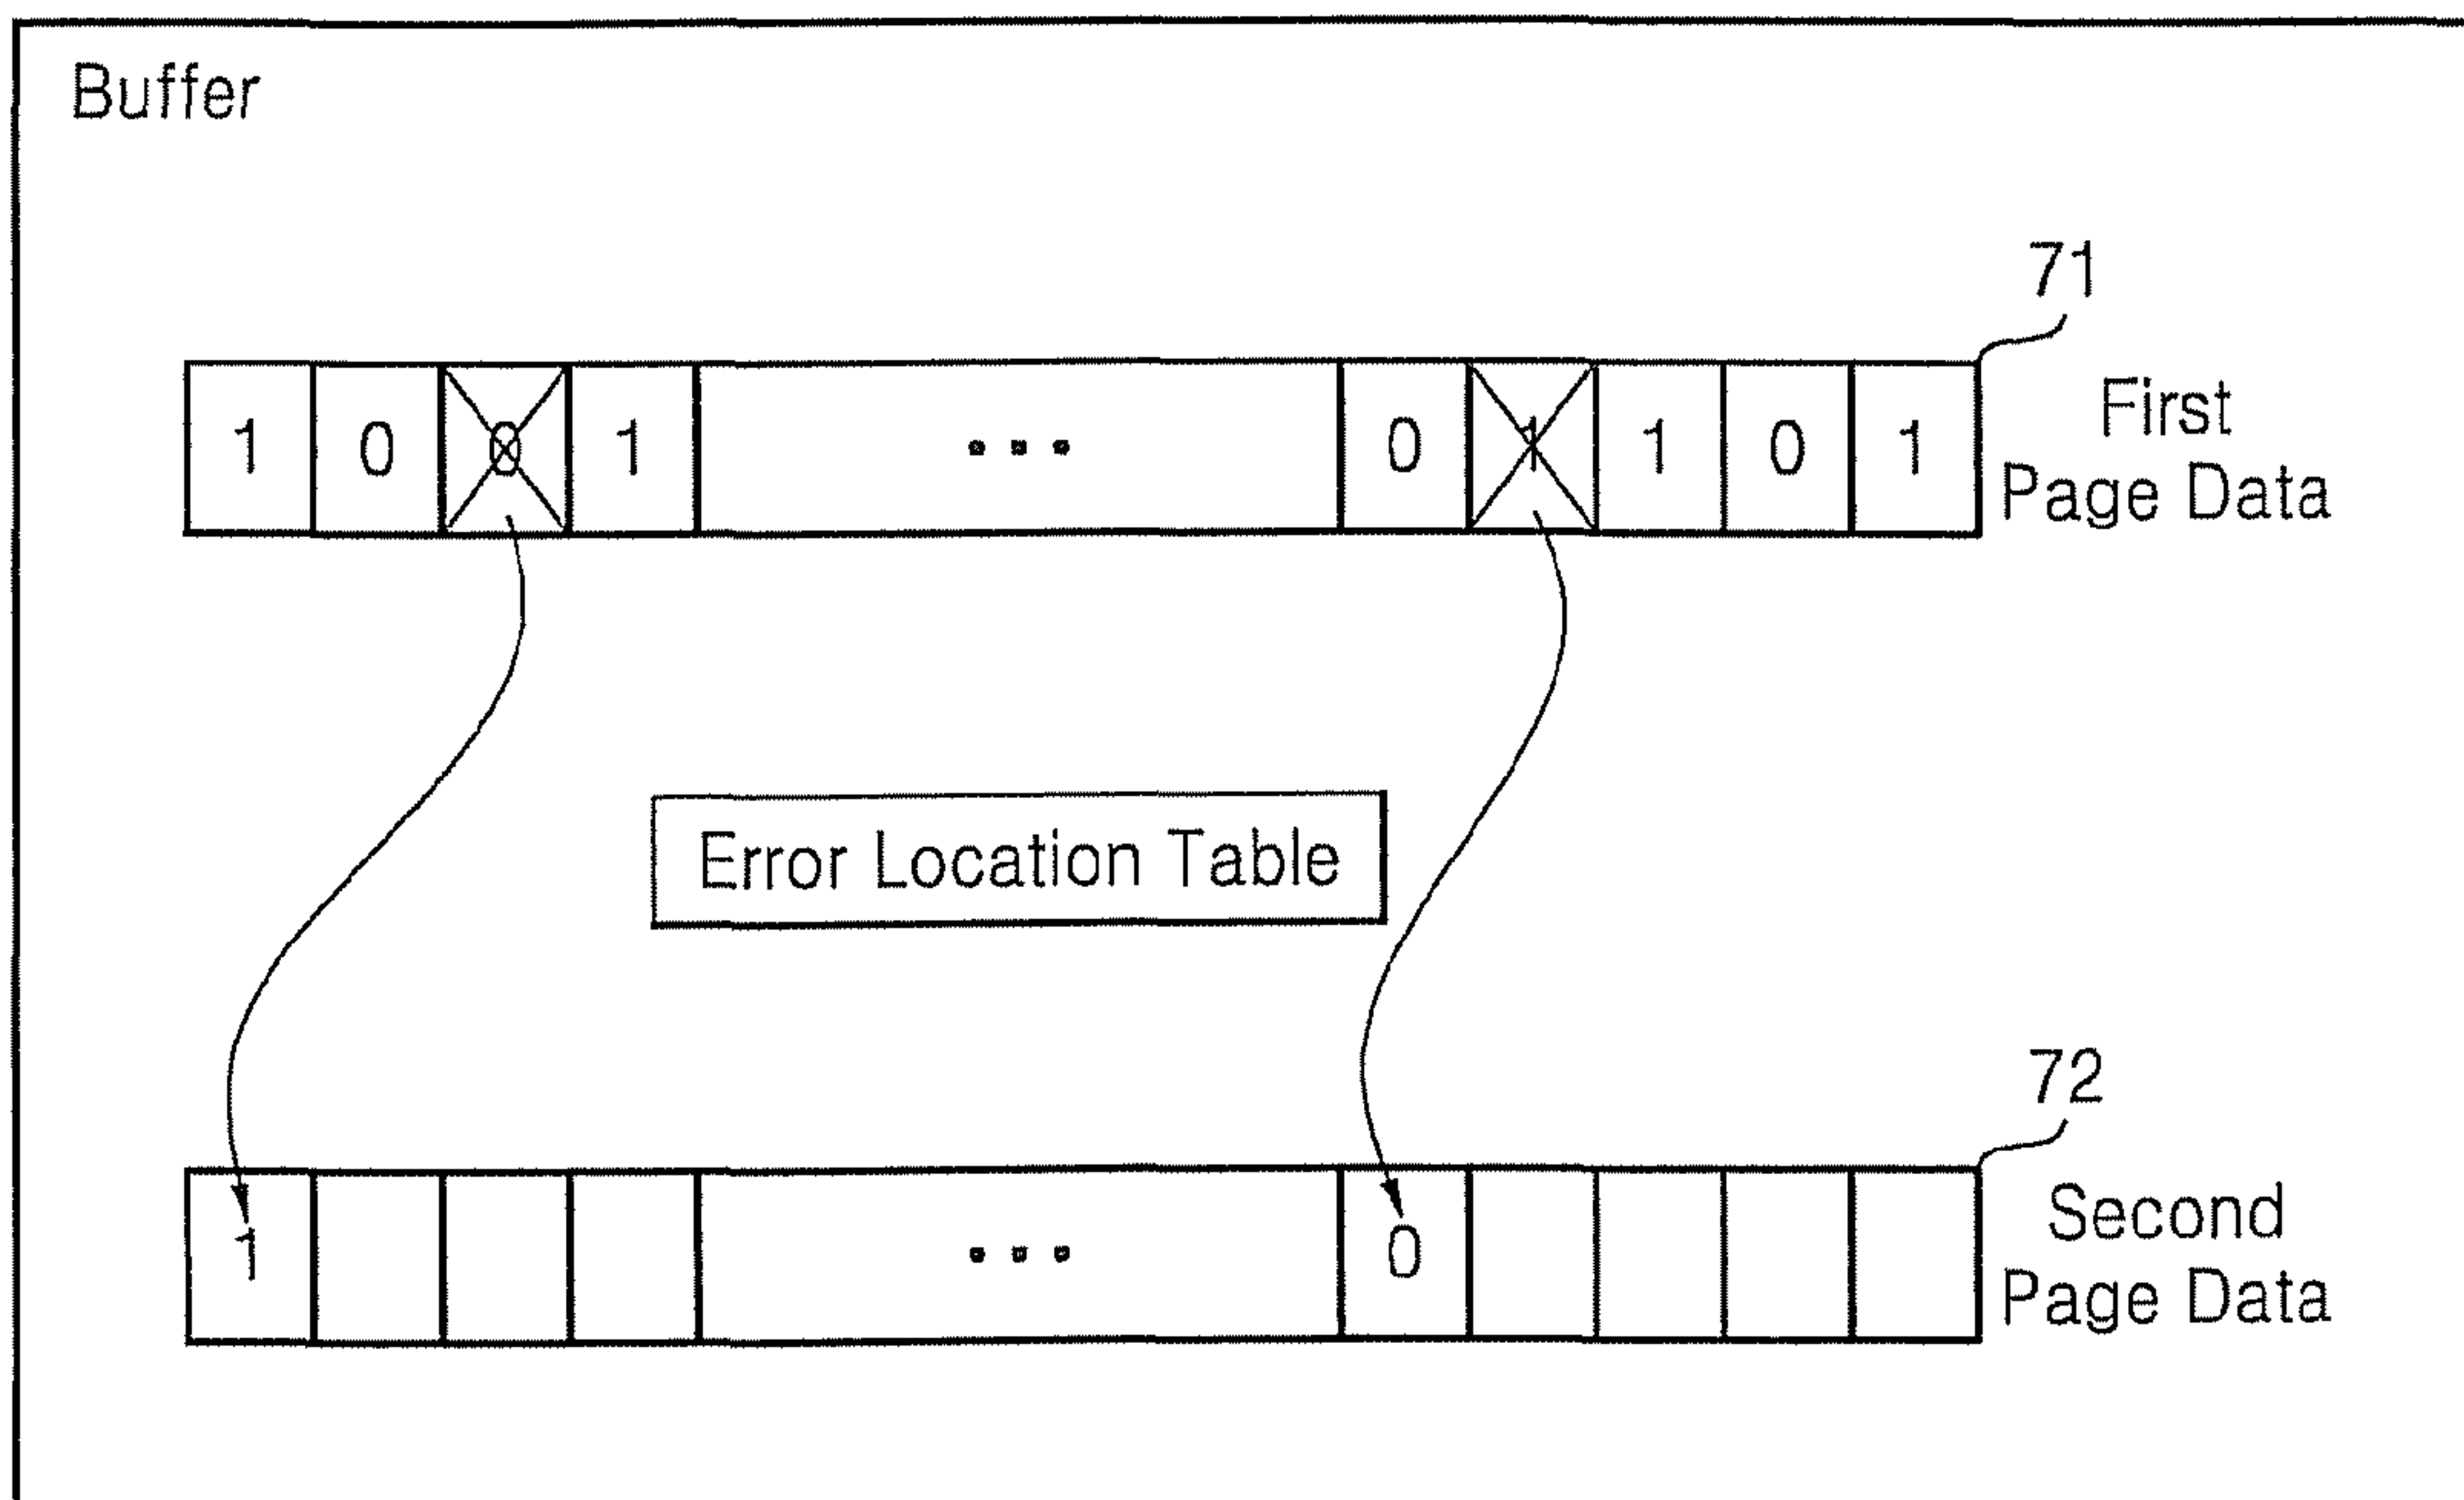 Buffer
71
1 0 0 1 ... 0 1 1 0 1
First
Page Data
Error Location Table
72
1 ... 0
Second
Page Data